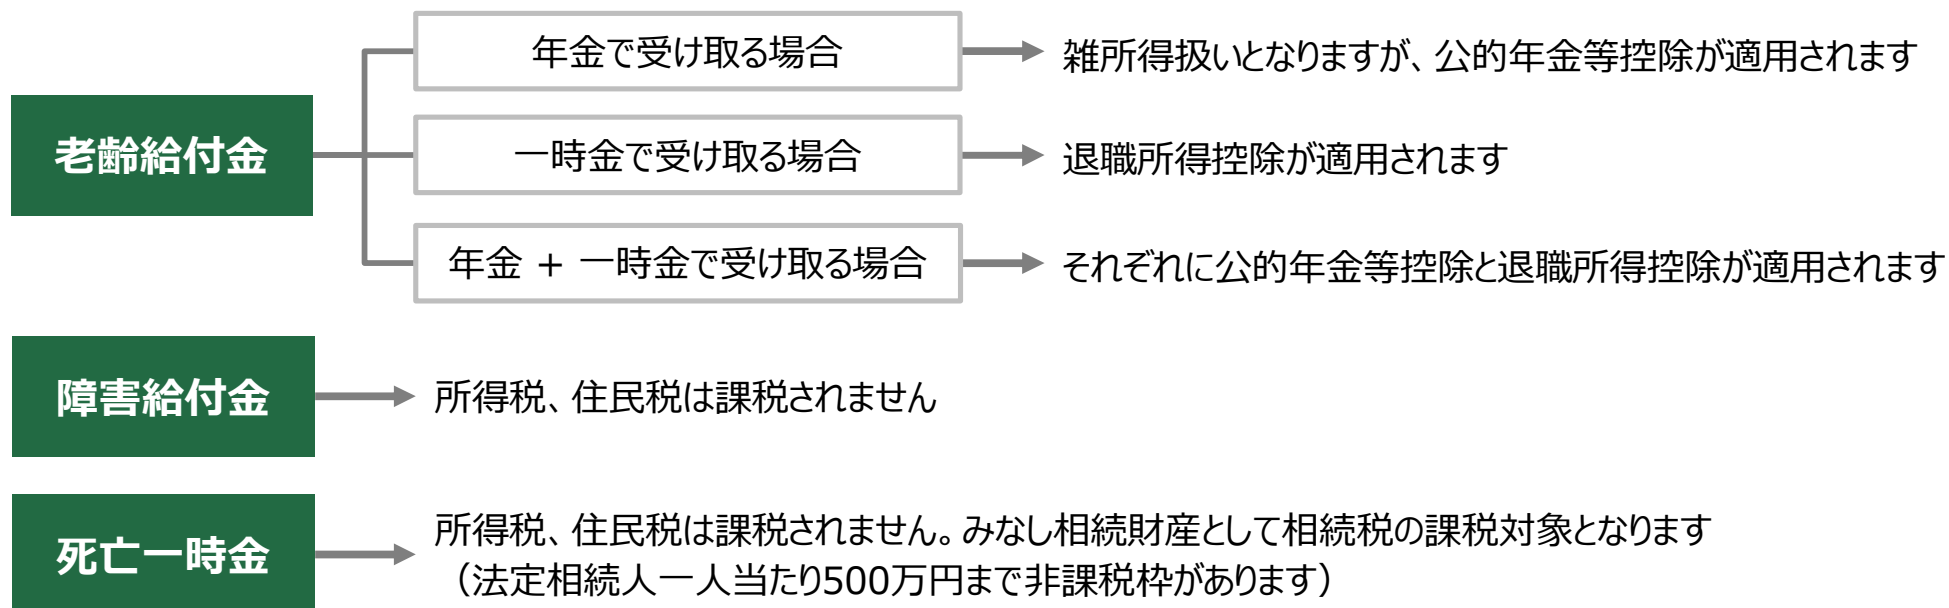 老齢給付金
年金で受け取る場合
雑所得扱いとなりますが、公的年金等控除が適用されます
一時金で受け取る場合
退職所得控除が適用されます
年金 + 一時金で受け取る場合
それぞれに公的年金等控除と退職所得控除が適用されます
障害給付金
所得税、住民税は課税されません
死亡一時金
所得税、住民税は課税されません。みなし相続財産として相続税の課税対象となります
（法定相続人一人当たり500万円まで非課税枠があります）